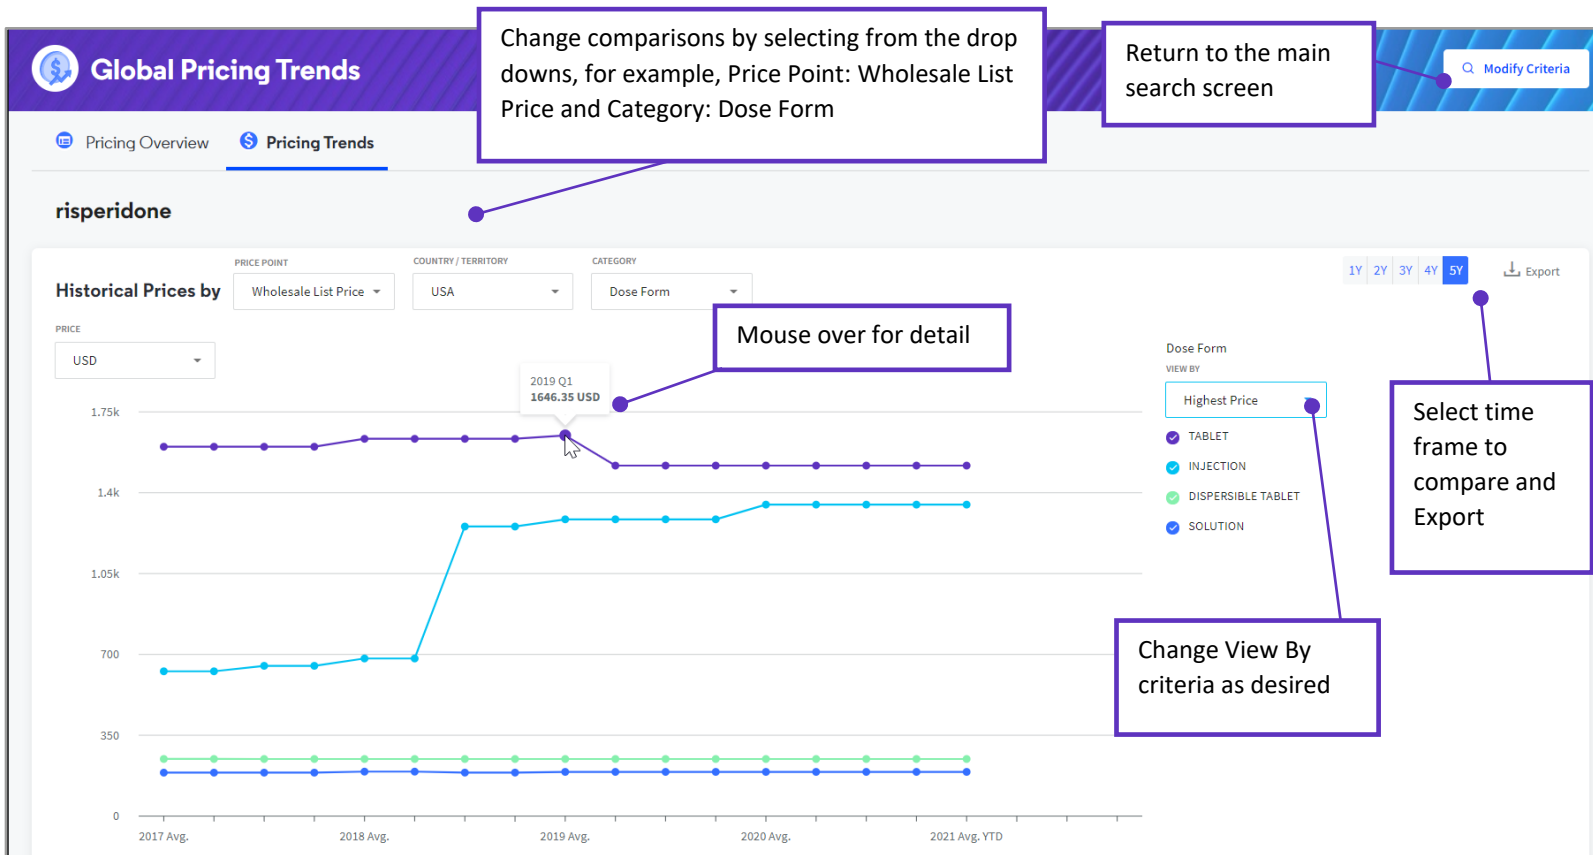 Change comparisons by selecting from the drop
downs, for example, Price Point: Wholesale List
Price and Category: Dose Form
Return to the main
search screen
Global Pricing Trends
Modify Criteria
Pricing Overview
Pricing Trends
risperidone
PRICE POINT
COUNTRY / TERRITORY
CATEGORY
Historical Prices by
Wholesale List Price
USA
Dose Form
1Y 2Y 3Y 4Y 5Y
Export
PRICE
USD
Mouse over for detail
2019 Q1
1646.35 USD
Dose Form
VIEW BY
Highest Price
TABLET
INJECTION
DISPERSIBLE TABLET
SOLUTION
Select time
frame to
compare and
Export
Change View By
criteria as desired
1.75k
1.4k
1.05k
700
350
0
2017 Avg.
2018 Avg.
2019 Avg.
2020 Avg.
2021 Avg. YTD